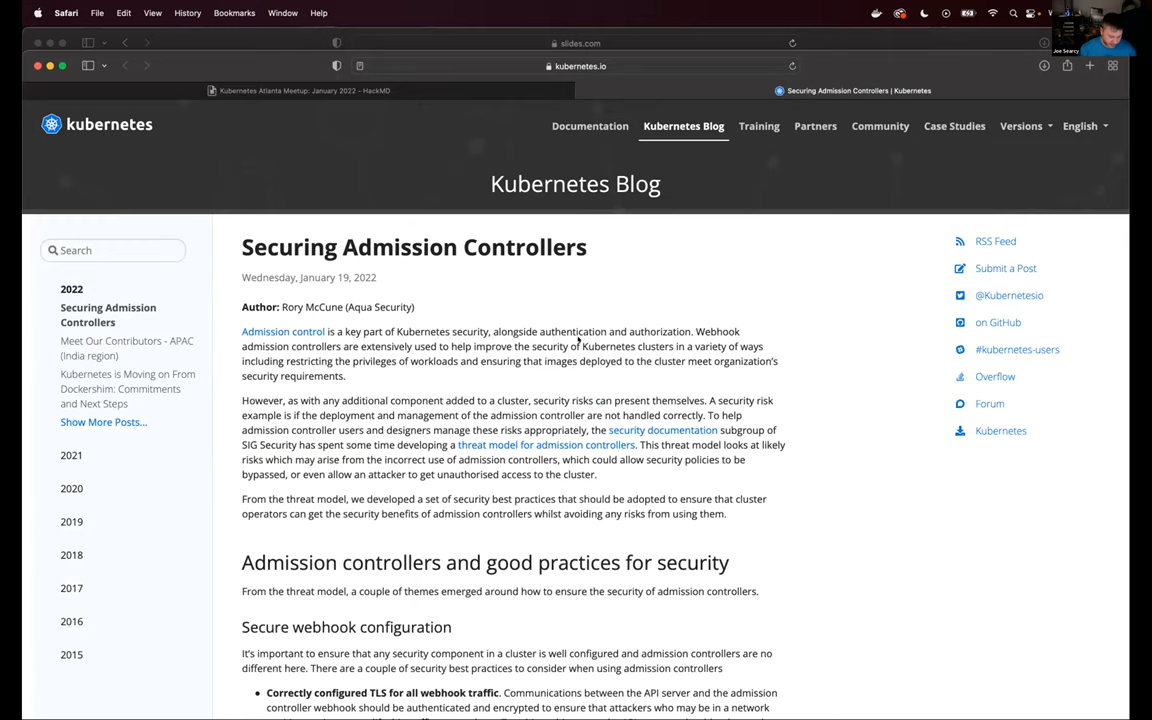 Safari File Edit View History Bookmarks Window Help
Joe Searcy
slides.com
kubernetes.io
Kubernetes Atlanta Meetup: January 2022 - HackMD
Securing Admission Controllers | Kubernetes
kubernetes
Documentation Kubernetes Blog Training Partners Community Case Studies Versions English
Kubernetes Blog
Search
2022
Securing Admission
Controllers
Meet Our Contributors - APAC
(India region)
Kubernetes is Moving on From
Dockershim: Commitments
and Next Steps
Show More Posts...
2021
2020
2019
2018
2017
2016
2015
Securing Admission Controllers
Wednesday, January 19, 2022
Author: Rory McCune (Aqua Security)
Admission control is a key part of Kubernetes security, alongside authentication and authorization. Webhook
admission controllers are extensively used to help improve the security of Kubernetes clusters in a variety of ways
including restricting the privileges of workloads and ensuring that images deployed to the cluster meet organization's
security requirements.
However, as with any additional component added to a cluster, security risks can present themselves. A security risk
example is if the deployment and management of the admission controller are not handled correctly. To help
admission controller users and designers manage these risks appropriately, the security documentation subgroup of
SIG Security has spent some time developing a threat model for admission controllers. This threat model looks at likely
risks which may arise from the incorrect use of admission controllers, which could allow security policies to be
bypassed, or even allow an attacker to get unauthorised access to the cluster.
From the threat model, we developed a set of security best practices that should be adopted to ensure that cluster
operators can get the security benefits of admission controllers whilst avoiding any risks from using them.
Admission controllers and good practices for security
From the threat model, a couple of themes emerged around how to ensure the security of admission controllers.
Secure webhook configuration
It's important to ensure that any security component in a cluster is well configured and admission controllers are no
different here. There are a couple of security best practices to consider when using admission controllers
• Correctly configured TLS for all webhook traffic. Communications between the API server and the admission
controller webhook should be authenticated and encrypted to ensure that attackers who may be in a network
RSS Feed
Submit a Post
@Kubernetesio
on GitHub
#kubernetes-users
Overflow
Forum
Kubernetes